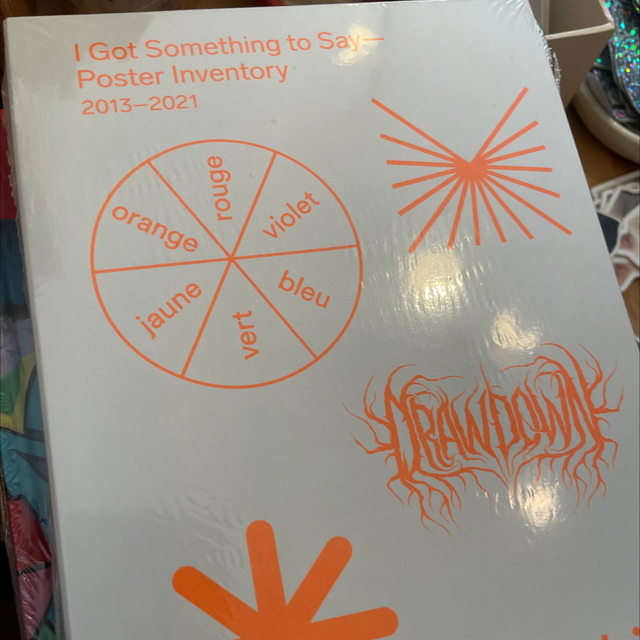 I Got Something to Say—
Poster Inventory
2013—2021
rouge
orange
violet
jaune
bleu
vert
DRAWDOWN